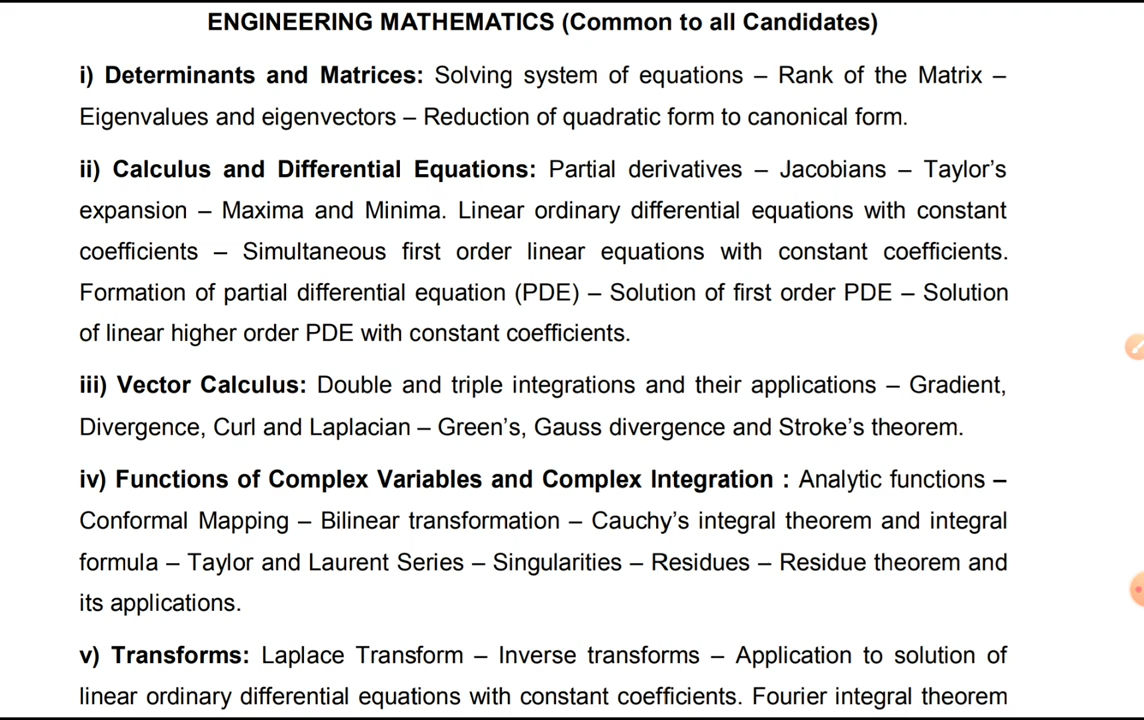 ENGINEERING MATHEMATICS (Common to all Candidates)
i) Determinants and Matrices: Solving system of equations – Rank of the Matrix –
Eigenvalues and eigenvectors – Reduction of quadratic form to canonical form.
ii) Calculus and Differential Equations: Partial derivatives – Jacobians – Taylor's
expansion – Maxima and Minima. Linear ordinary differential equations with constant
coefficients – Simultaneous first order linear equations with constant coefficients.
Formation of partial differential equation (PDE) – Solution of first order PDE – Solution
of linear higher order PDE with constant coefficients.
iii) Vector Calculus: Double and triple integrations and their applications – Gradient,
Divergence, Curl and Laplacian – Green's, Gauss divergence and Stroke's theorem.
iv) Functions of Complex Variables and Complex Integration : Analytic functions –
Conformal Mapping – Bilinear transformation – Cauchy's integral theorem and integral
formula – Taylor and Laurent Series – Singularities – Residues – Residue theorem and
its applications.
v) Transforms: Laplace Transform – Inverse transforms – Application to solution of
linear ordinary differential equations with constant coefficients. Fourier integral theorem